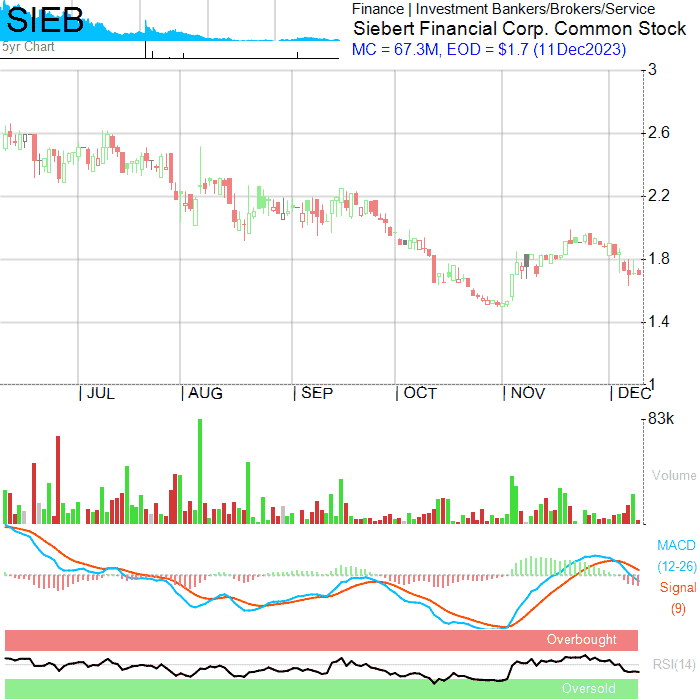 SIEB
5yr Chart
Finance | Investment Bankers/Brokers/Service
Siebert Financial Corp. Common Stock
MC = 67.3M, EOD = $1.7 (11Dec2023)
3
2.6
2.2
1.8
1.4
1
| JUL | AUG | SEP | OCT | NOV | DEC
83k
Volume
MACD
(12-26)
Signal
(9)
Overbought
RSI(14)
Oversold